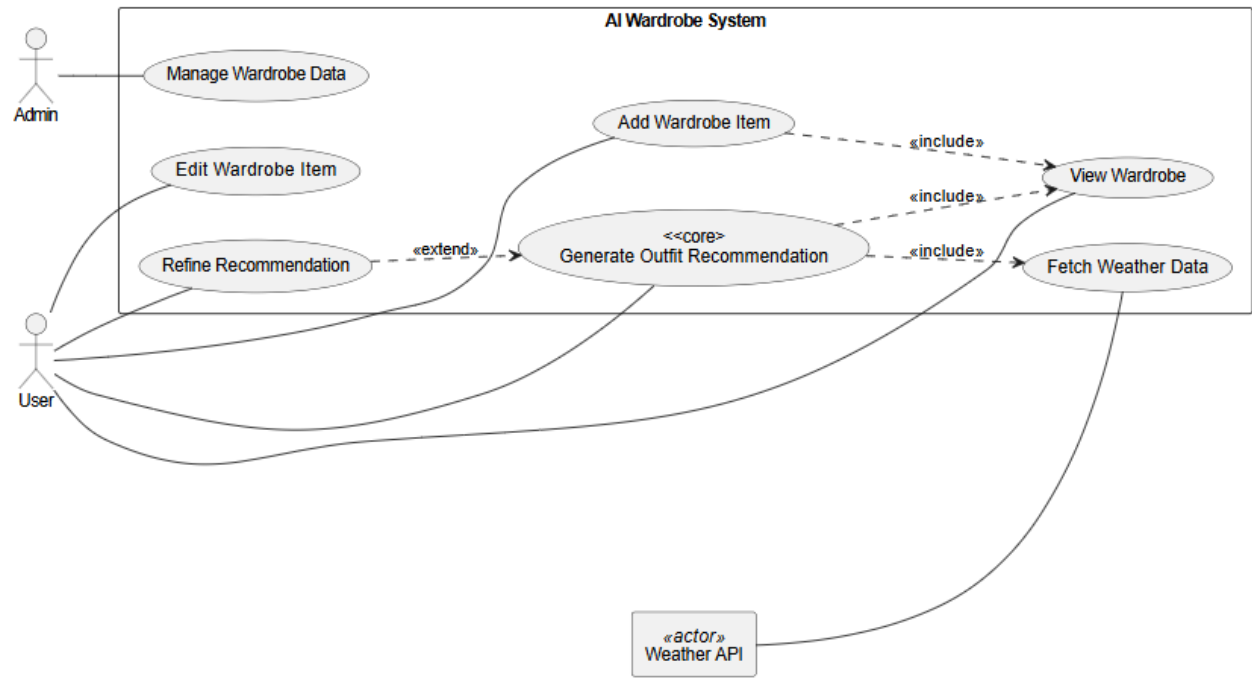 AI Wardrobe System
Admin
Manage Wardrobe Data
Add Wardrobe Item
«include»
Edit Wardrobe Item
View Wardrobe
«include»
<<core>
Generate Outfit Recommendation
«extend»
«include»
Refine Recommendation
Fetch Weather Data
User
«actor»
Weather API